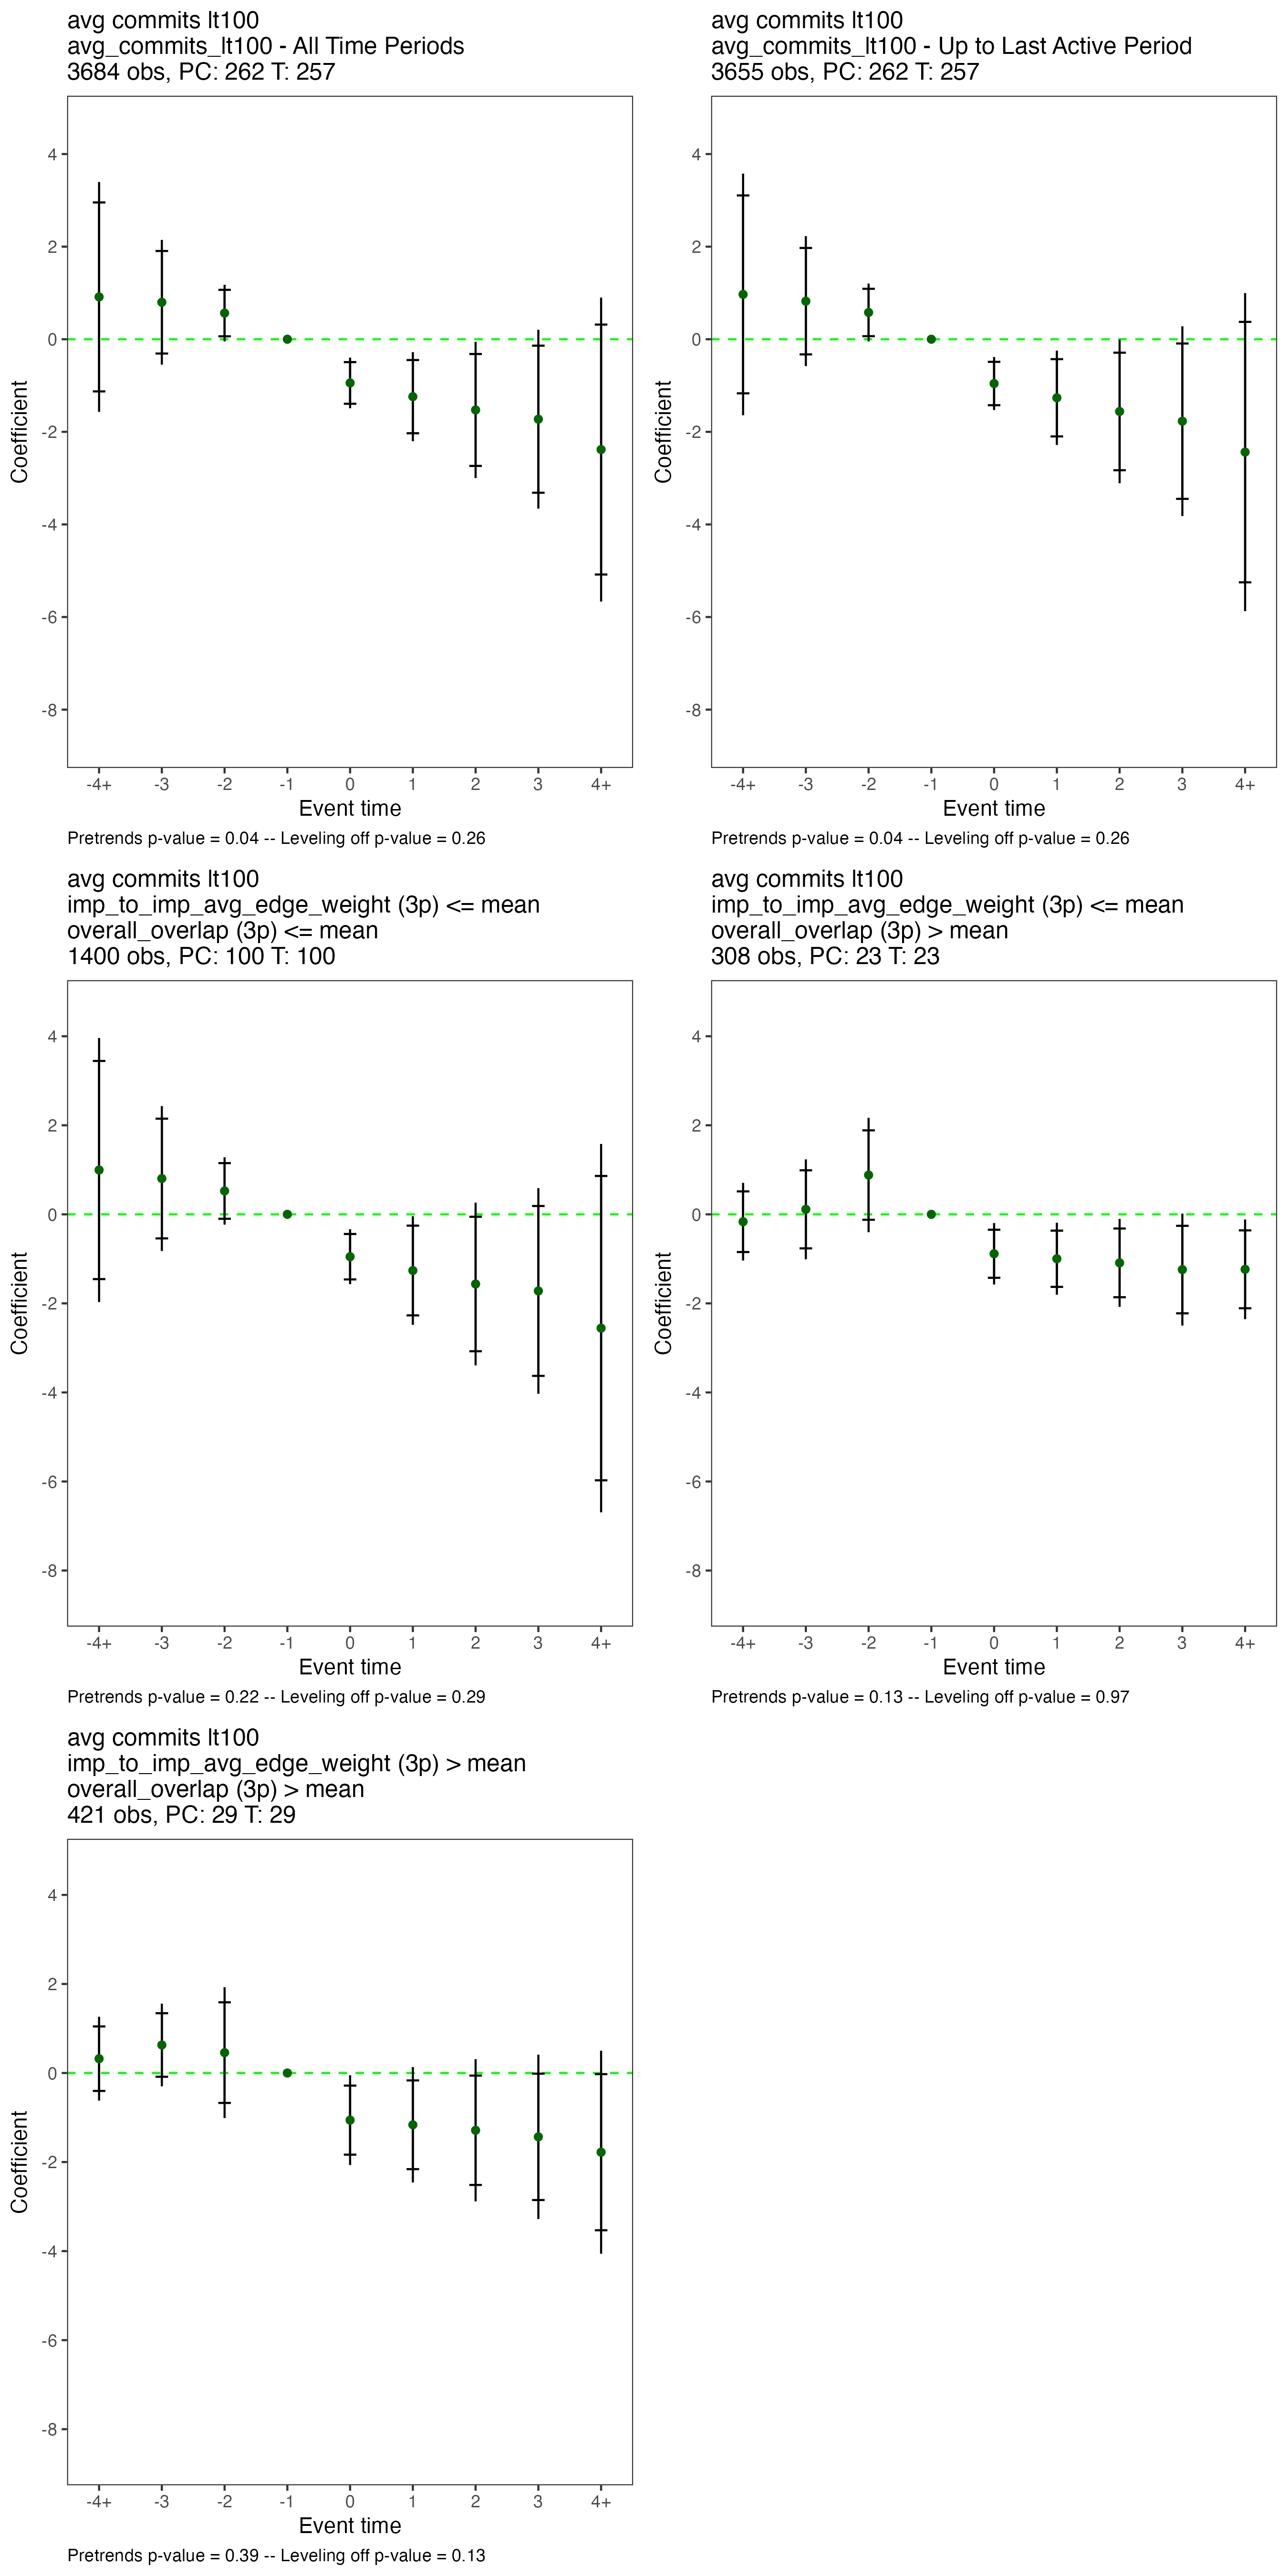 avg commits lt100
avg_commits_lt100 - All Time Periods
3684 obs, PC: 262 T: 257
4
2
0
-2
-4
-6
-8
Coefficient
-4+ -3 -2 -1 0 1 2 3 4+
Event time
Pretrends p-value = 0.04 -- Leveling off p-value = 0.26
avg commits lt100
avg_commits_lt100 - Up to Last Active Period
3655 obs, PC: 262 T: 257
4
2
0
-2
-4
-6
-8
Coefficient
-4+ -3 -2 -1 0 1 2 3 4+
Event time
Pretrends p-value = 0.04 -- Leveling off p-value = 0.26
avg commits lt100
imp_to_imp_avg_edge_weight (3p) <= mean
overall_overlap (3p) <= mean
1400 obs, PC: 100 T: 100
4
2
0
-2
-4
-6
-8
Coefficient
-4+ -3 -2 -1 0 1 2 3 4+
Event time
Pretrends p-value = 0.22 -- Leveling off p-value = 0.29
avg commits lt100
imp_to_imp_avg_edge_weight (3p) <= mean
overall_overlap (3p) > mean
308 obs, PC: 23 T: 23
4
2
0
-2
-4
-6
-8
Coefficient
-4+ -3 -2 -1 0 1 2 3 4+
Event time
Pretrends p-value = 0.13 -- Leveling off p-value = 0.97
avg commits lt100
imp_to_imp_avg_edge_weight (3p) > mean
overall_overlap (3p) > mean
421 obs, PC: 29 T: 29
4
2
0
-2
-4
-6
-8
Coefficient
-4+ -3 -2 -1 0 1 2 3 4+
Event time
Pretrends p-value = 0.39 -- Leveling off p-value = 0.13